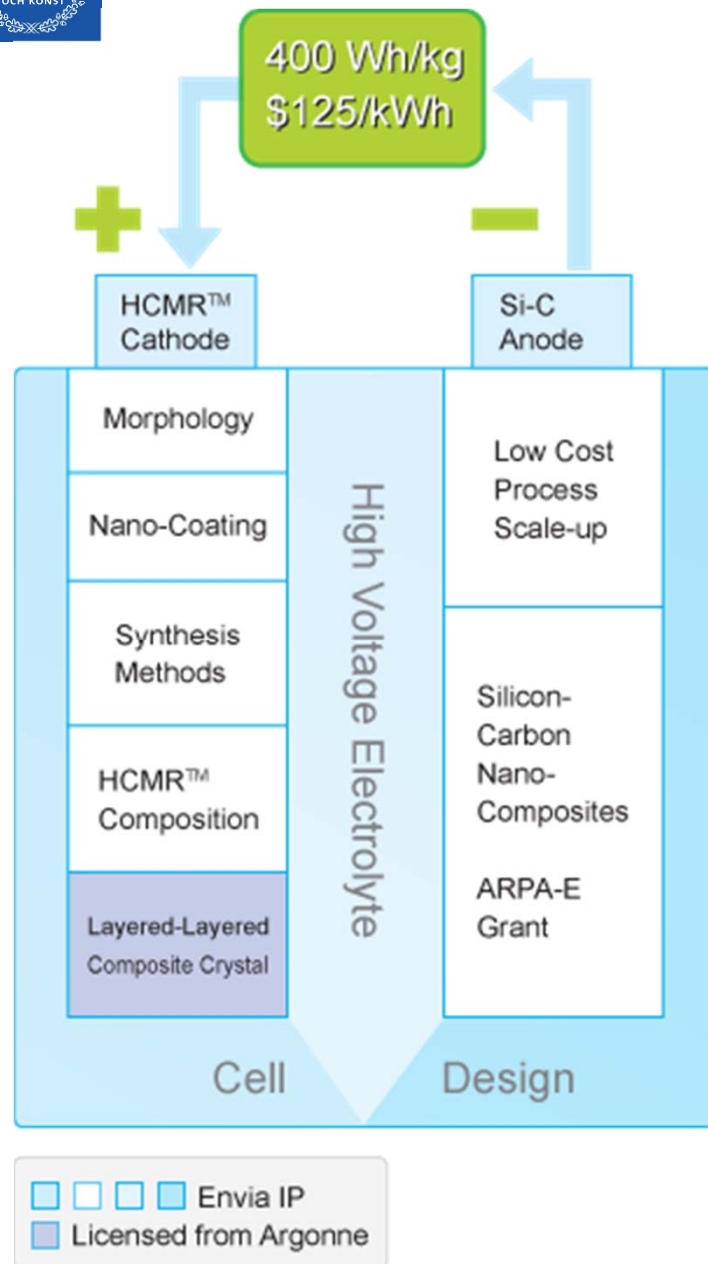 OCH KONST
400 Wh/kg
$125/kWh
HCMR™
Cathode
Si-C
Anode
Morphology
Nano-Coating
Synthesis
Methods
HCMR™
Composition
Layered-Layered
Composite Crystal
High Voltage Electrolyte
Low Cost
Process
Scale-up
Silicon-
Carbon
Nano-
Composites
ARPA-E
Grant
Cell Design
Envia IP
Licensed from Argonne